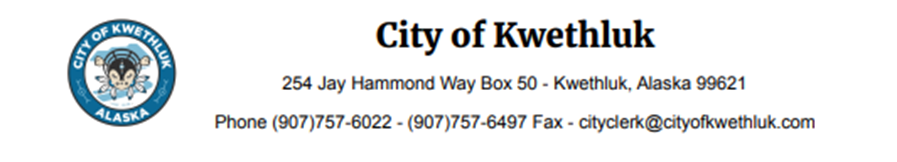 City of Kwethluk
CITY OF KWETHLUK
ALASKA
254 Jay Hammond Way Box 50 - Kwethluk, Alaska 99621
Phone (907)757-6022 - (907)757-6497 Fax - cityclerk@cityofkwethluk.com